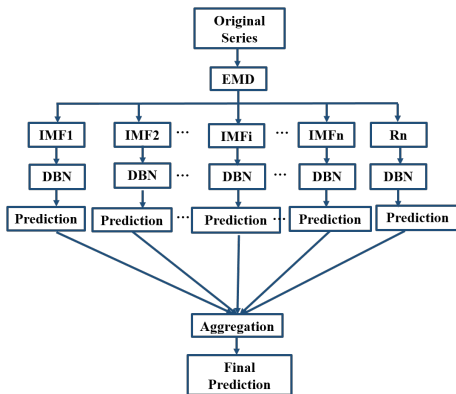 Original
Series
EMD
IMF1 IMF2 ... IMFi ... IMFn Rn
DBN DBN ... DBN ... DBN DBN
Prediction Prediction ... Prediction ... Prediction Prediction
Aggregation
Final
Prediction